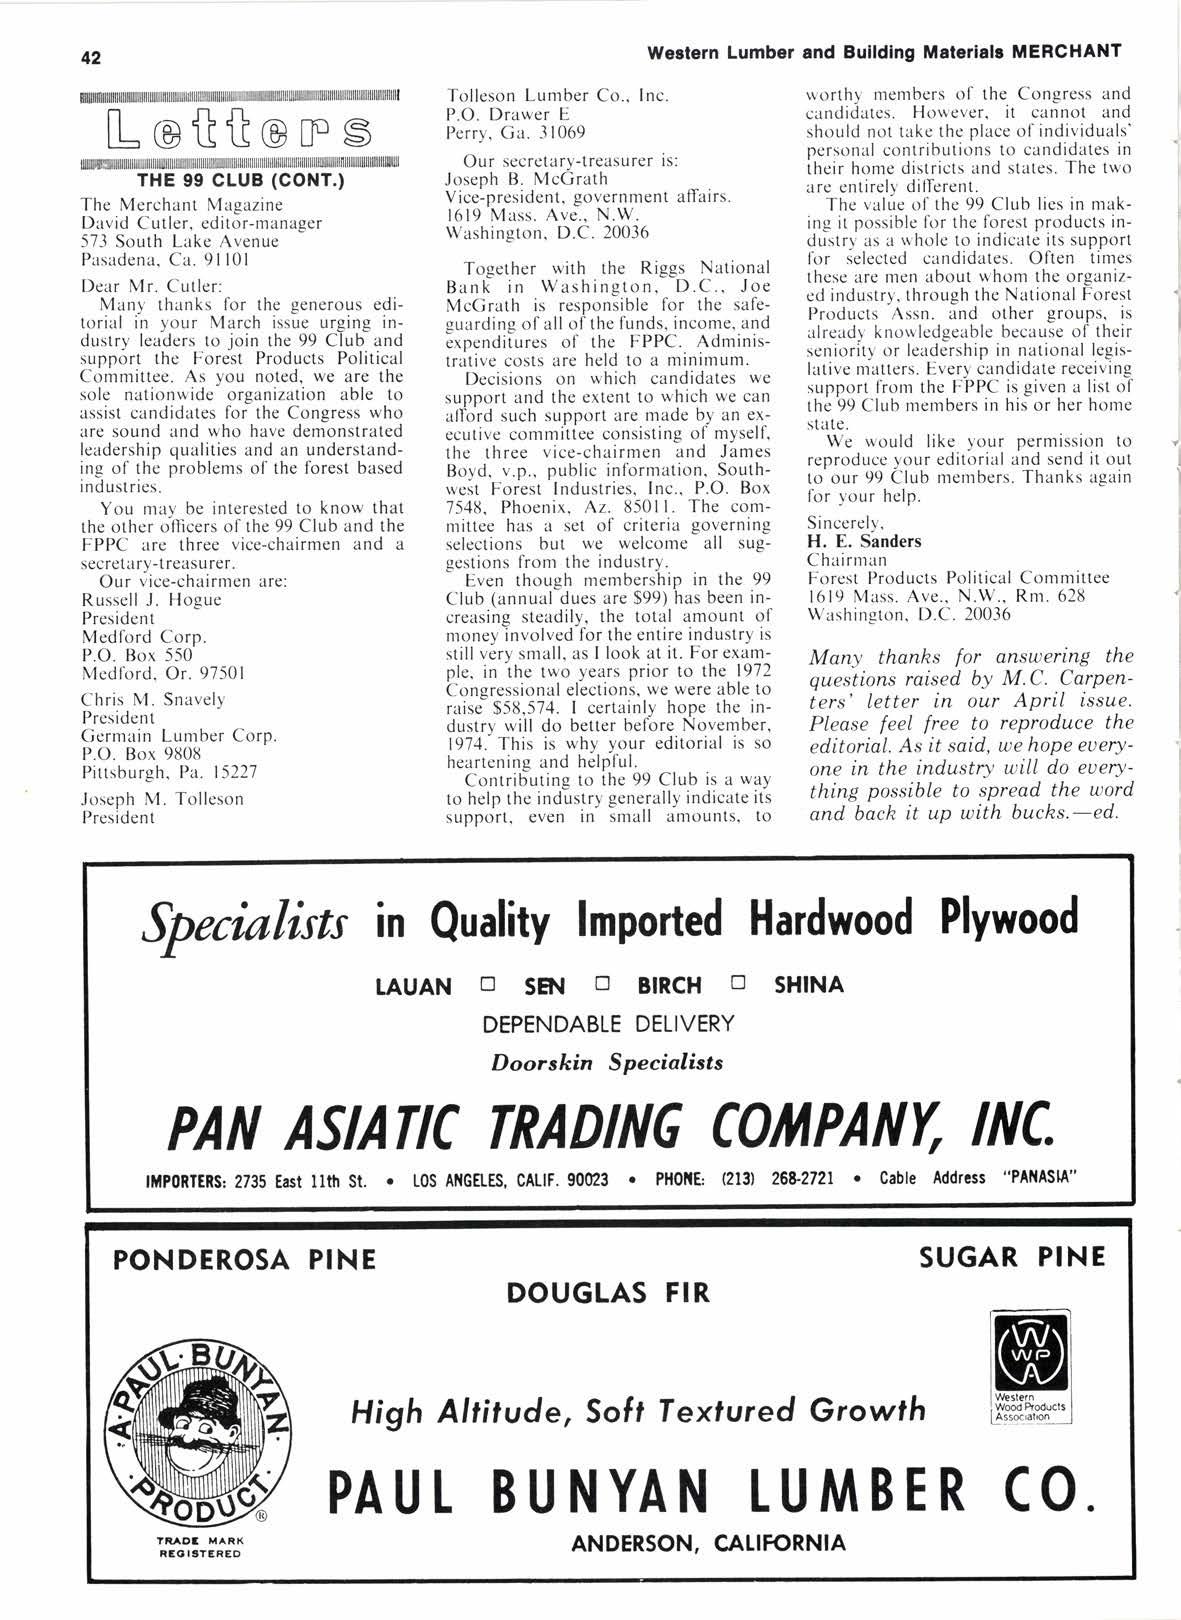 42
Western Lumber and Building Materials MERCHANT
Letters
THE 99 CLUB (CONT.)
The Merchant Magazine
David Cutler, editor-manager
573 South Lake Avenue
Pasadena, Ca. 91101
Dear Mr. Cutler:
Many thanks for the generous edi-
torial in your March issue urging in-
dustry leaders to join the 99 Club and
support the Forest Products Political
Committee. As you noted, we are the
sole nationwide organization able to
assist candidates for the Congress who
are sound and who have demonstrated
leadership qualities and an understand-
ing of the problems of the forest based
industries.
You may be interested to know that
the other officers of the 99 Club and the
FPPC are three vice-chairmen and a
secretary-treasurer.
Our vice-chairmen are:
Russell J. Hogue
President
Medford Corp.
P.O. Box 550
Medford, Or. 97501
Chris M. Snavely
President
Germain Lumber Corp.
P.O. Box 9808
Pittsburgh, Pa. 15227
Joseph M. Tolleson
President
Tolleson Lumber Co., Inc.
P.O. Drawer E
Perry, Ga. 31069
Our secretary-treasurer is:
Joseph B. McGrath
Vice-president, government affairs.
1619 Mass. Ave., N.W.
Washington, D.C. 20036
Together with the Riggs National
Bank in Washington, D.C., Joe
McGrath is responsible for the safe-
guarding of all of the funds, income, and
expenditures of the FPPC. Adminis-
trative costs are held to a minimum.
Decisions on which candidates we
support and the extent to which we can
afford such support are made by an ex-
ecutive committee consisting of myself,
the three vice-chairmen and James
Boyd, v.p., public information, South-
west Forest Industries, Inc., P.O. Box
7548, Phoenix, Az. 85011. The com-
mittee has a set of criteria governing
selections but we welcome all sug-
gestions from the industry.
Even though membership in the 99
Club (annual dues are $99) has been in-
creasing steadily, the total amount of
money involved for the entire industry is
still very small, as I look at it. For exam-
ple, in the two years prior to the 1972
Congressional elections, we were able to
raise $58,574. I certainly hope the in-
dustry will do better before November,
1974. This is why your editorial is so
heartening and helpful.
Contributing to the 99 Club is a way
to help the industry generally indicate its
support, even in small amounts, to
worthy members of the Congress and
candidates. However, it cannot and
should not take the place of individuals'
personal contributions to candidates in
their home districts and states. The two
are entirely different.
The value of the 99 Club lies in mak-
ing it possible for the forest products in-
dustry as a whole to indicate its support
for selected candidates. Often times
these are men about whom the organiz-
ed industry, through the National Forest
Products Assn. and other groups, is
already knowledgeable because of their
seniority or leadership in national legis-
lative matters. Every candidate receiving
support from the FPPC is given a list of
the 99 Club members in his or her home
state.
We would like your permission to
reproduce your editorial and send it out
to our 99 Club members. Thanks again
for your help.
Sincerely,
H. E. Sanders
Chairman
Forest Products Political Committee
1619 Mass. Ave., N.W., Rm. 628
Washington, D.C. 20036
Many thanks for answering the
questions raised by M.C. Carpen-
ters' letter in our April issue.
Please feel free to reproduce the
editorial. As it said, we hope every-
one in the industry will do every-
thing possible to spread the word
and back it up with bucks.—ed.
Specialists in Quality Imported Hardwood Plywood
LAUAN □ SEN □ BIRCH □ SHINA
DEPENDABLE DELIVERY
Doorskin Specialists
PAN ASIATIC TRADING COMPANY, INC.
IMPORTERS: 2735 East 11th St. • LOS ANGELES, CALIF. 90023 • PHONE: (213) 268-2721 • Cable Address "PANASIA"
PONDEROSA PINE
SUGAR PINE
DOUGLAS FIR
WWPA
Western
Wood Products
Association
A·PAUL·BUNYAN·
·PRODUCT·
®
TRADE MARK
REGISTERED
High Altitude, Soft Textured Growth
PAUL BUNYAN LUMBER CO.
ANDERSON, CALIFORNIA